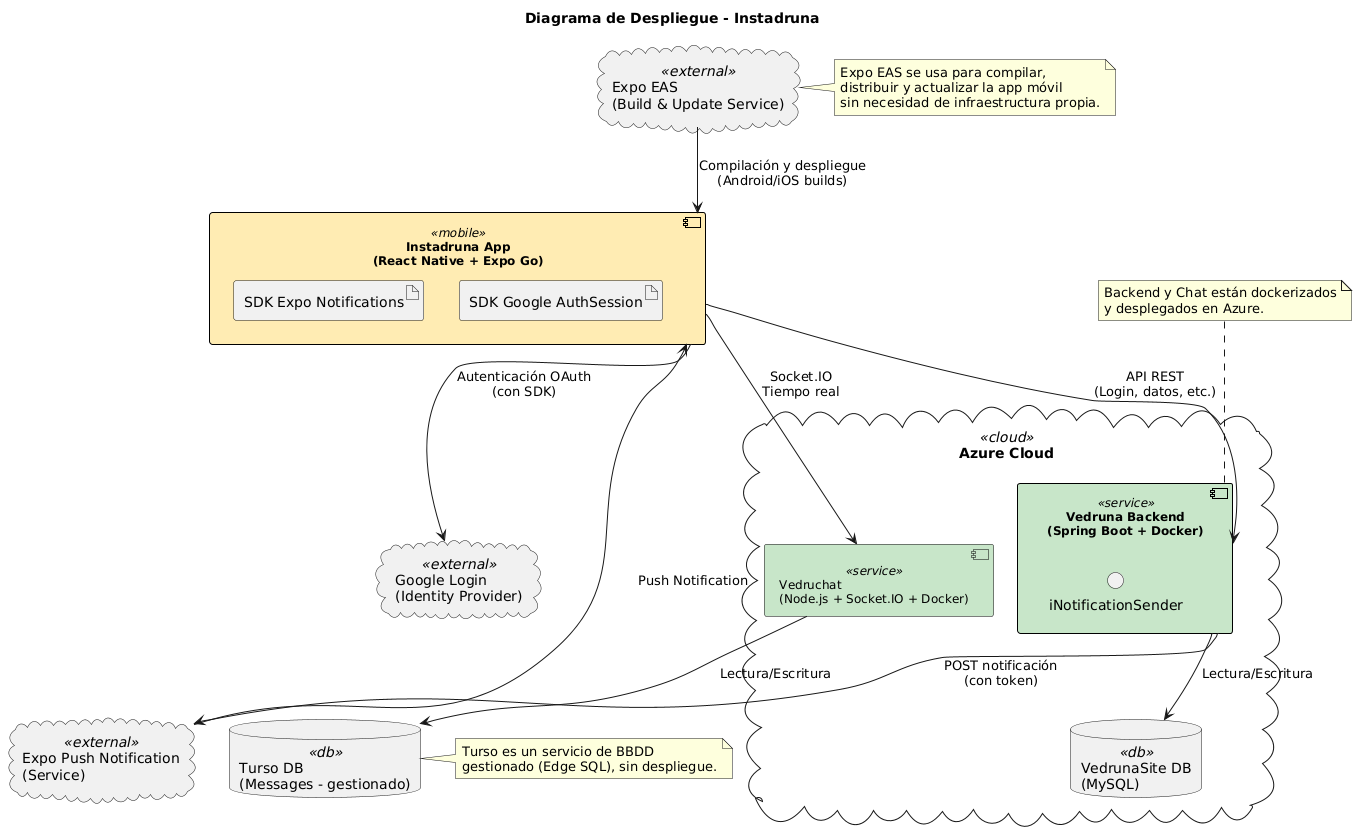 Diagrama de Despliegue - Instadruna
«external»
Expo EAS
(Build & Update Service)
Expo EAS se usa para compilar,
distribuir y actualizar la app móvil
sin necesidad de infraestructura propia.
Compilación y despliegue
(Android/iOS builds)
«mobile»
Instadruna App
(React Native + Expo Go)
SDK Expo Notifications
SDK Google AuthSession
Backend y Chat están dockerizados
y desplegados en Azure.
Autenticación OAuth
(con SDK)
Socket.IO
Tiempo real
API REST
(Login, datos, etc.)
«cloud»
Azure Cloud
«service»
Vedruna Backend
(Spring Boot + Docker)
iNotificationSender
«external»
Google Login
(Identity Provider)
Push Notification
«service»
Vedruchat
(Node.js + Socket.IO + Docker)
Lectura/Escritura
POST notificación
(con token)
Lectura/Escritura
«external»
Expo Push Notification
(Service)
«db»
Turso DB
(Messages - gestionado)
Turso es un servicio de BBDD
gestionado (Edge SQL), sin despliegue.
«db»
VedrunaSite DB
(MySQL)